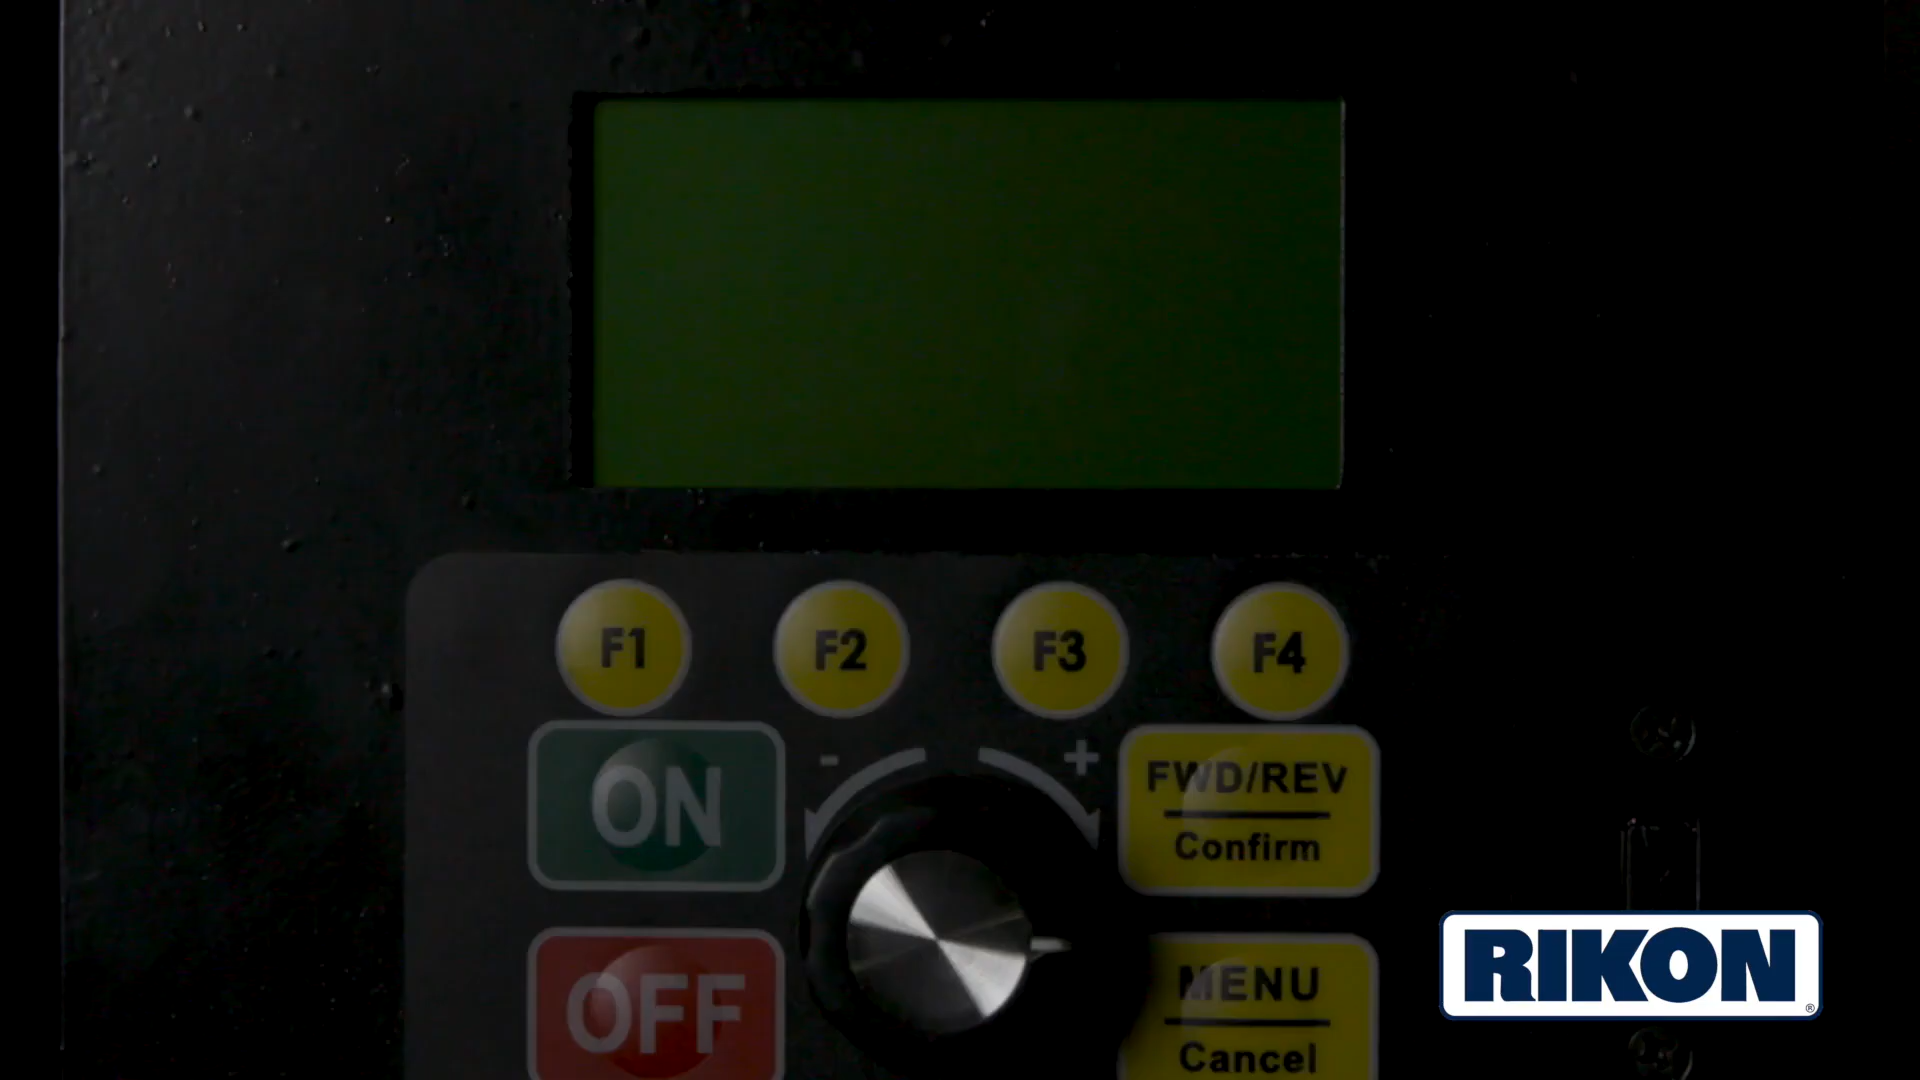 F1 F2 F3 F4
- +
ON
FWD/REV
Confirm
OFF
MENU
Cancel
RIKON®